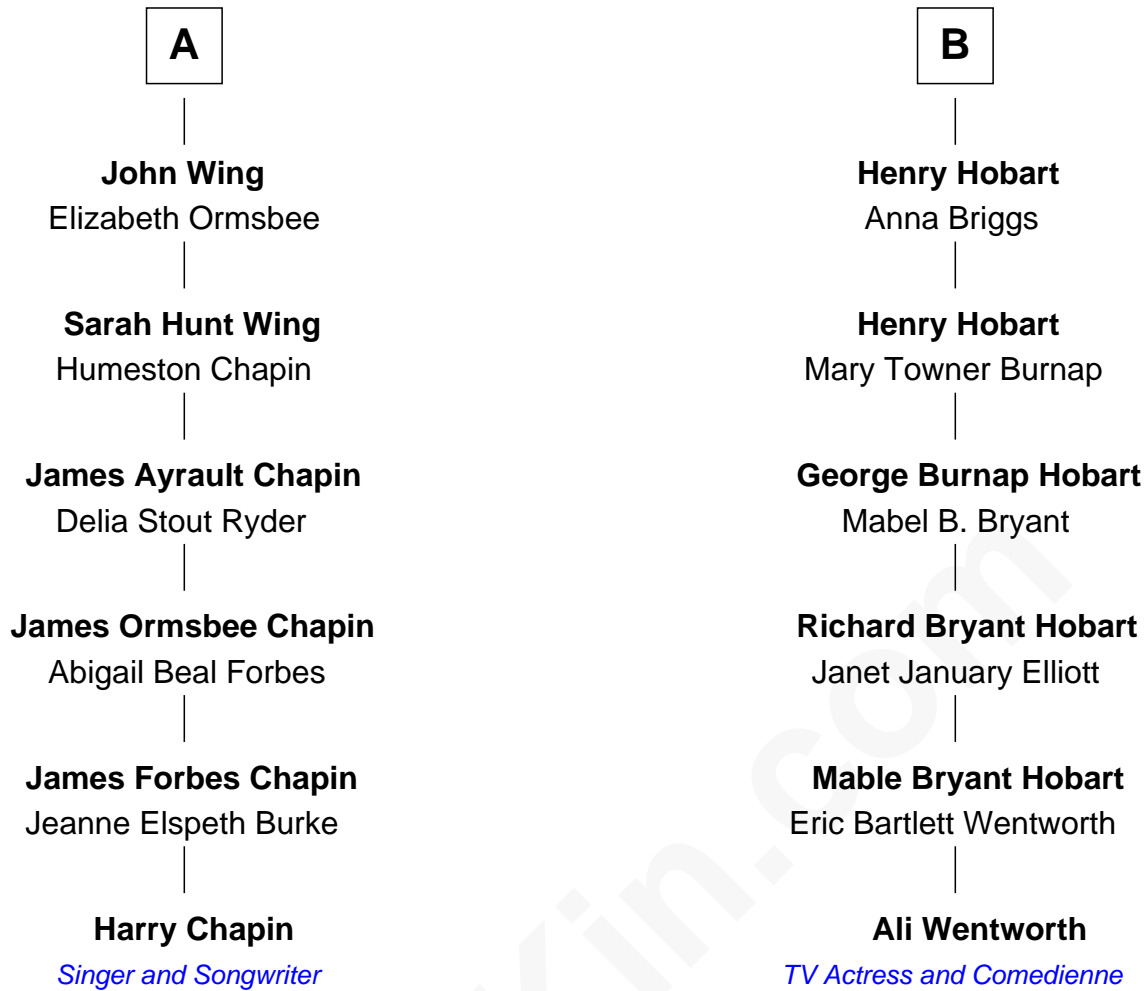 A
John Wing
Elizabeth Ormsbee
Sarah Hunt Wing
Humeston Chapin
James Ayrault Chapin
Delia Stout Ryder
James Ormsbee Chapin
Abigail Beal Forbes
James Forbes Chapin
Jeanne Elspeth Burke
Harry Chapin
Singer and Songwriter
B
Henry Hobart
Anna Briggs
Henry Hobart
Mary Towner Burnap
George Burnap Hobart
Mabel B. Bryant
Richard Bryant Hobart
Janet January Elliott
Mable Bryant Hobart
Eric Bartlett Wentworth
Ali Wentworth
TV Actress and Comedienne